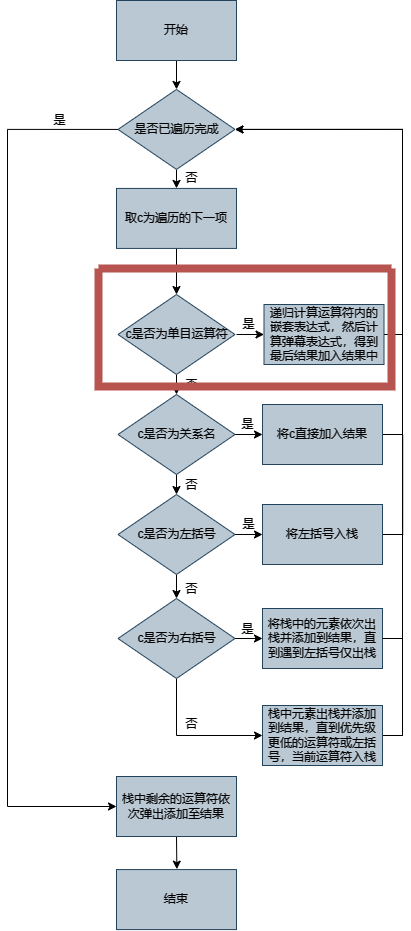 开始
是否已遍历完成
是
否
取c为遍历的下一项
c是否为单目运算符
是
递归计算运算符内的
嵌套表达式，然后计
算弹幕表达式，得到
最后结果加入结果中
否
c是否为关系名
是
将c直接加入结果
否
c是否为左括号
是
将左括号入栈
否
c是否为右括号
是
将栈中的元素依次出
栈并添加到结果，直
到遇到左括号仅出栈
否
栈中元素出栈并添加
到结果，直到优先级
更低的运算符或左括
号，当前运算符入栈
栈中剩余的运算符依
次弹出添加至结果
结束